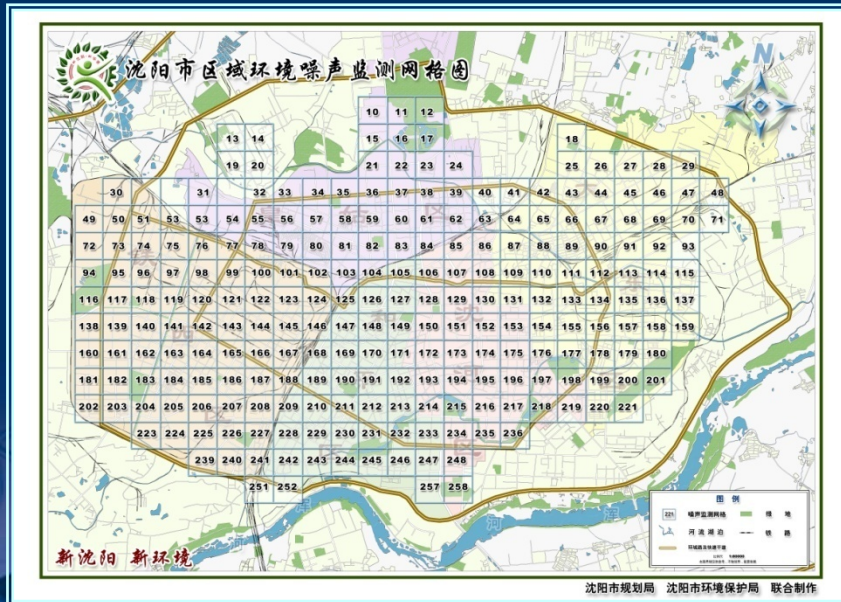 沈阳市区域环境噪声监测网格图
N
10 11 12
13 14 15 16 17 18
19 20 21 22 23 24 25 26 27 28 29
30 31 32 33 34 35 36 37 38 39 40 41 42 43 44 45 46 47 48
49 50 51 53 53 54 55 56 57 58 59 60 61 62 63 64 65 66 67 68 69 70 71
72 73 74 75 76 77 78 79 80 81 82 83 84 85 86 87 88 89 90 91 92 93
94 95 96 97 98 99 100 101 102 103 104 105 106 107 108 109 110 111 112 113 114 115
116 117 118 119 120 121 122 123 124 125 126 127 128 129 130 131 132 133 134 135 136 137
138 139 140 141 142 143 144 145 146 147 148 149 150 151 152 153 154 155 156 157 158 159
160 161 162 163 164 165 166 167 168 169 170 171 172 173 174 175 176 177 178 179 180
181 182 183 184 185 186 187 188 189 190 191 192 193 194 195 196 197 198 199 200 201
202 203 204 205 206 207 208 209 210 211 212 213 214 215 216 217 218 219 220 221
223 224 225 226 227 228 229 230 231 232 233 234 235 236
239 240 241 242 243 244 245 246 247 248
251 252 257 258
浑
河
浑
图 例
221 噪声监测网格 绿 地
河 流 湖 泊 铁 路
环城路及快速干道
新沈阳 新环境
沈阳市规划局 沈阳市环境保护局 联合制作